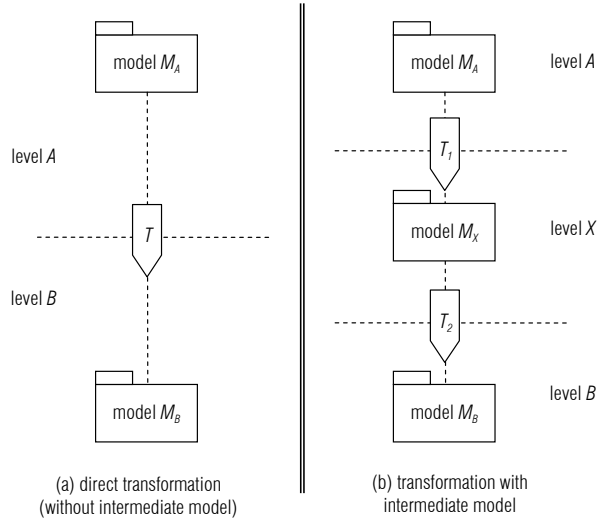 model M_A
level A
T
level B
model M_B
(a) direct transformation
(without intermediate model)
model M_A
level A
T_1
model M_X
level X
T_2
level B
model M_B
(b) transformation with
intermediate model